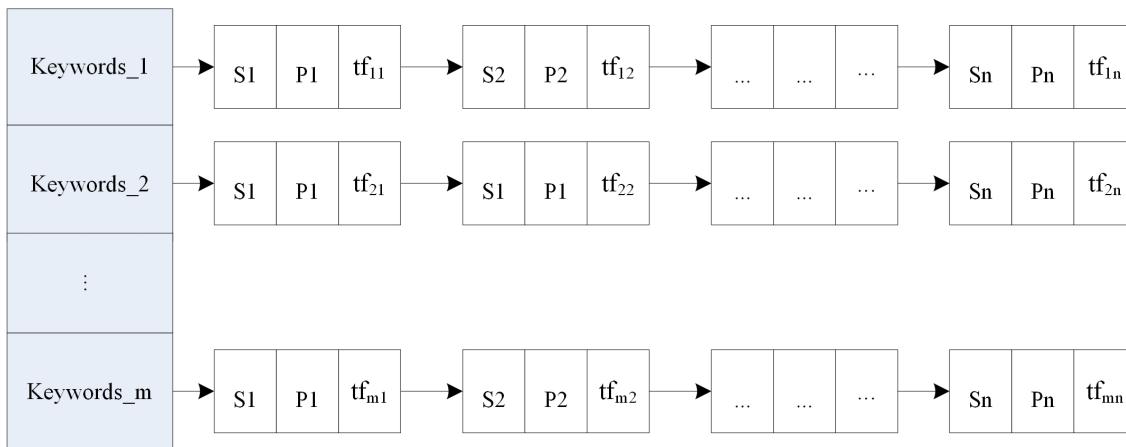 Keywords_1 S1 P1 tf11 S2 P2 tf12 ... ... ... Sn Pn tf1n
Keywords_2 S1 P1 tf21 S1 P1 tf22 ... ... ... Sn Pn tf2n
⋮
Keywords_m S1 P1 tfm1 S2 P2 tfm2 ... ... ... Sn Pn tfmn